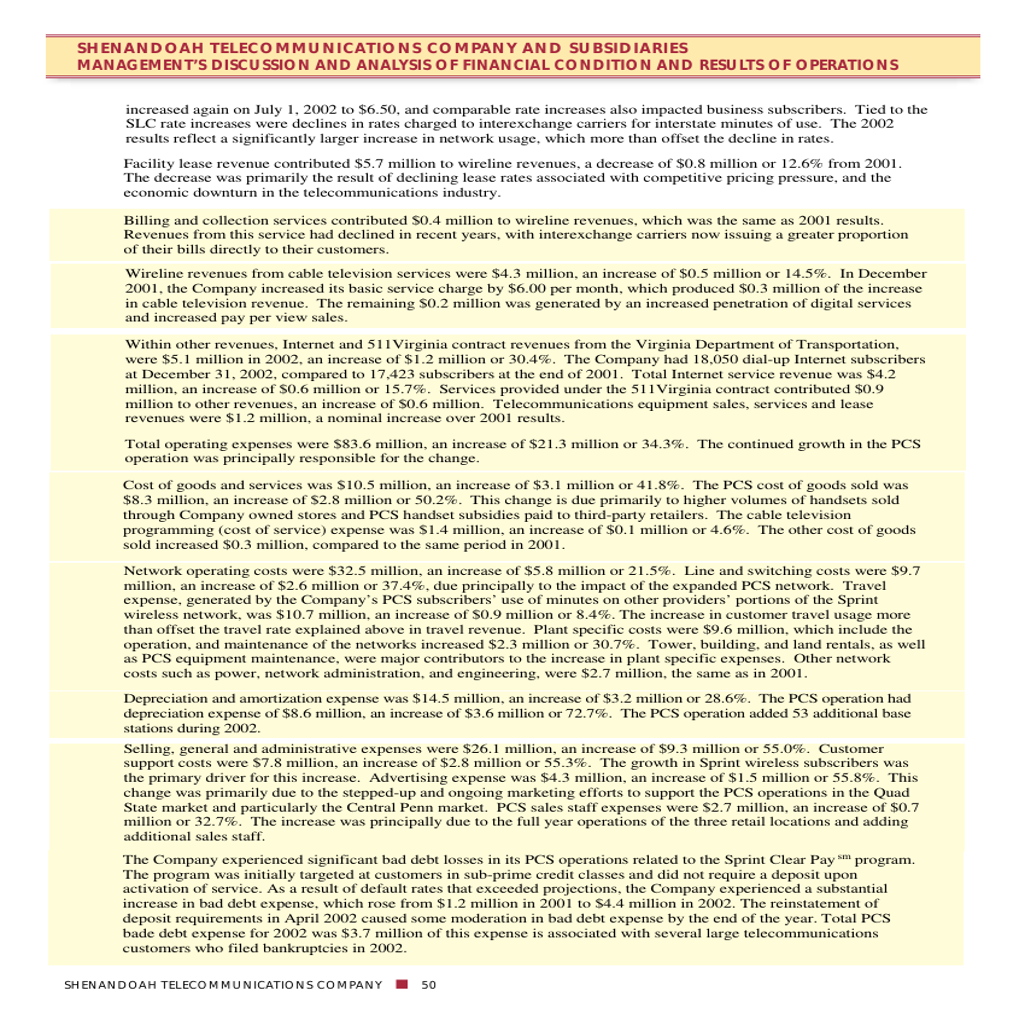 SHENANDOAH TELECOMMUNICATIONS COMPANY AND SUBSIDIARIES
MANAGEMENT'S DISCUSSION AND ANALYSIS OF FINANCIAL CONDITION AND RESULTS OF OPERATIONS
increased again on July 1, 2002 to $6.50, and comparable rate increases also impacted business subscribers. Tied to the
SLC rate increases were declines in rates charged to interexchange carriers for interstate minutes of use. The 2002
results reflect a significantly larger increase in network usage, which more than offset the decline in rates.
Facility lease revenue contributed $5.7 million to wireline revenues, a decrease of $0.8 million or 12.6% from 2001.
The decrease was primarily the result of declining lease rates associated with competitive pricing pressure, and the
economic downturn in the telecommunications industry.
Billing and collection services contributed $0.4 million to wireline revenues, which was the same as 2001 results.
Revenues from this service had declined in recent years, with interexchange carriers now issuing a greater proportion
of their bills directly to their customers.
Wireline revenues from cable television services were $4.3 million, an increase of $0.5 million or 14.5%. In December
2001, the Company increased its basic service charge by $6.00 per month, which produced $0.3 million of the increase
in cable television revenue. The remaining $0.2 million was generated by an increased penetration of digital services
and increased pay per view sales.
Within other revenues, Internet and 511Virginia contract revenues from the Virginia Department of Transportation,
were $5.1 million in 2002, an increase of $1.2 million or 30.4%. The Company had 18,050 dial-up Internet subscribers
at December 31, 2002, compared to 17,423 subscribers at the end of 2001. Total Internet service revenue was $4.2
million, an increase of $0.6 million or 15.7%. Services provided under the 511Virginia contract contributed $0.9
million to other revenues, an increase of $0.6 million. Telecommunications equipment sales, services and lease
revenues were $1.2 million, a nominal increase over 2001 results.
Total operating expenses were $83.6 million, an increase of $21.3 million or 34.3%. The continued growth in the PCS
operation was principally responsible for the change.
Cost of goods and services was $10.5 million, an increase of $3.1 million or 41.8%. The PCS cost of goods sold was
$8.3 million, an increase of $2.8 million or 50.2%. This change is due primarily to higher volumes of handsets sold
through Company owned stores and PCS handset subsidies paid to third-party retailers. The cable television
programming (cost of service) expense was $1.4 million, an increase of $0.1 million or 4.6%. The other cost of goods
sold increased $0.3 million, compared to the same period in 2001.
Network operating costs were $32.5 million, an increase of $5.8 million or 21.5%. Line and switching costs were $9.7
million, an increase of $2.6 million or 37.4%, due principally to the impact of the expanded PCS network. Travel
expense, generated by the Company's PCS subscribers' use of minutes on other providers' portions of the Sprint
wireless network, was $10.7 million, an increase of $0.9 million or 8.4%. The increase in customer travel usage more
than offset the travel rate explained above in travel revenue. Plant specific costs were $9.6 million, which include the
operation, and maintenance of the networks increased $2.3 million or 30.7%. Tower, building, and land rentals, as well
as PCS equipment maintenance, were major contributors to the increase in plant specific expenses. Other network
costs such as power, network administration, and engineering, were $2.7 million, the same as in 2001.
Depreciation and amortization expense was $14.5 million, an increase of $3.2 million or 28.6%. The PCS operation had
depreciation expense of $8.6 million, an increase of $3.6 million or 72.7%. The PCS operation added 53 additional base
stations during 2002.
Selling, general and administrative expenses were $26.1 million, an increase of $9.3 million or 55.0%. Customer
support costs were $7.8 million, an increase of $2.8 million or 55.3%. The growth in Sprint wireless subscribers was
the primary driver for this increase. Advertising expense was $4.3 million, an increase of $1.5 million or 55.8%. This
change was primarily due to the stepped-up and ongoing marketing efforts to support the PCS operations in the Quad
State market and particularly the Central Penn market. PCS sales staff expenses were $2.7 million, an increase of $0.7
million or 32.7%. The increase was principally due to the full year operations of the three retail locations and adding
additional sales staff.
The Company experienced significant bad debt losses in its PCS operations related to the Sprint Clear Pay sm program.
The program was initially targeted at customers in sub-prime credit classes and did not require a deposit upon
activation of service. As a result of default rates that exceeded projections, the Company experienced a substantial
increase in bad debt expense, which rose from $1.2 million in 2001 to $4.4 million in 2002. The reinstatement of
deposit requirements in April 2002 caused some moderation in bad debt expense by the end of the year. Total PCS
bade debt expense for 2002 was $3.7 million of this expense is associated with several large telecommunications
customers who filed bankruptcies in 2002.
SHENANDOAH TELECOMMUNICATIONS COMPANY 50